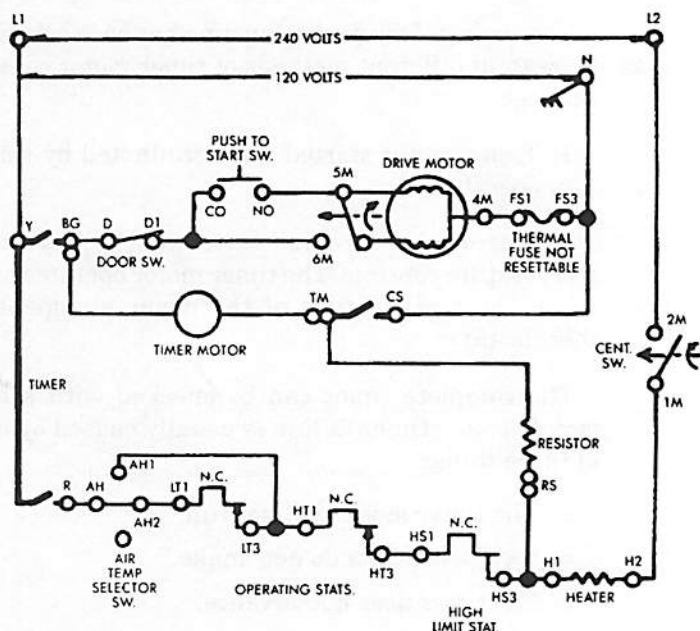 L1
L2
240 VOLTS
120 VOLTS
N
PUSH TO
START SW.
5M
DRIVE MOTOR
CO
NO
4M
FS1
FS3
Y
BG
D
D1
6M
DOOR SW.
THERMAL
FUSE NOT
RESETTABLE
TM
CS
TIMER MOTOR
2M
CENT.
SW.
1M
TIMER
RESISTOR
RS
AH1
R
AH
AH2
LT1
N.C.
LT3
HT1
N.C.
HT3
HS1
N.C.
HS3
H1
H2
HEATER
AIR
TEMP
SELECTOR
SW.
OPERATING STATS.
HIGH
LIMIT STAT.